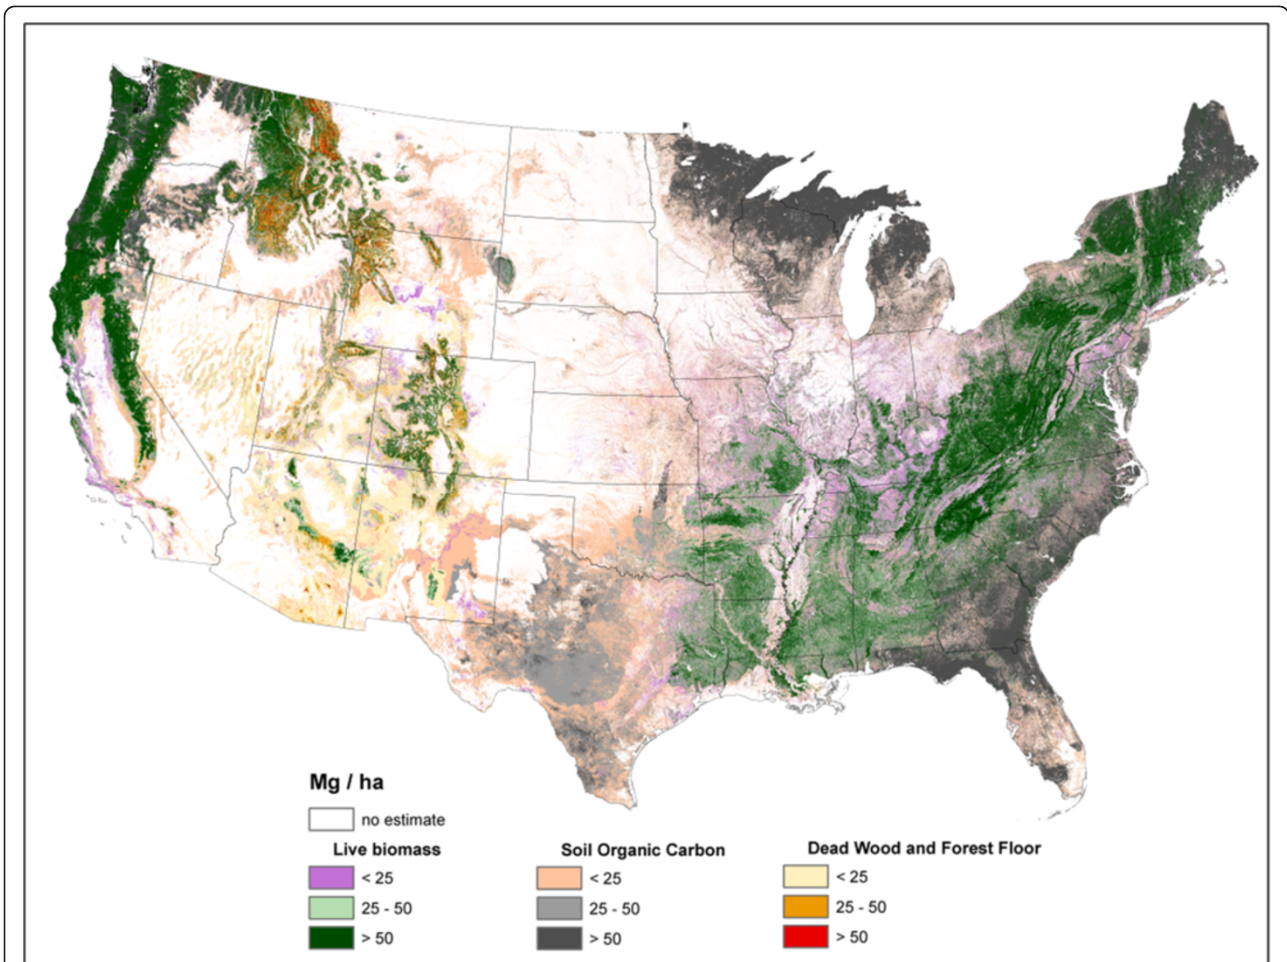 Mg / ha
no estimate
Live biomass
Soil Organic Carbon
Dead Wood and Forest Floor
< 25
< 25
< 25
25 - 50
25 - 50
25 - 50
> 50
> 50
> 50